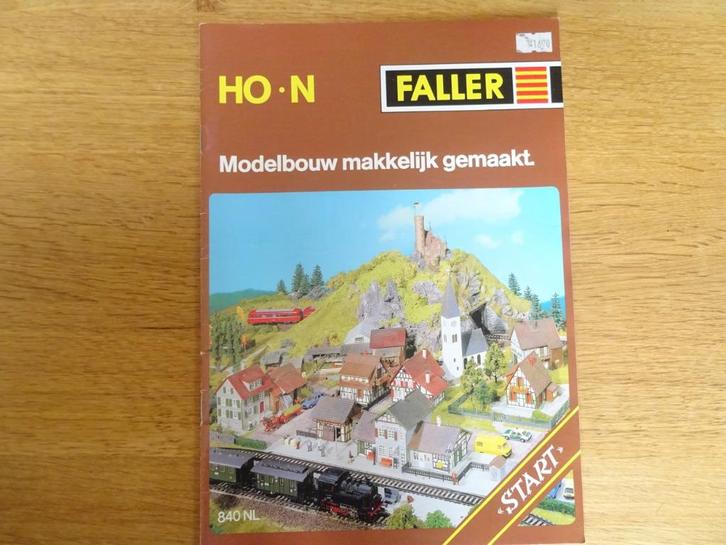 HO · N
FALLER
Modelbouw makkelijk gemaakt.
«START»
840 NL